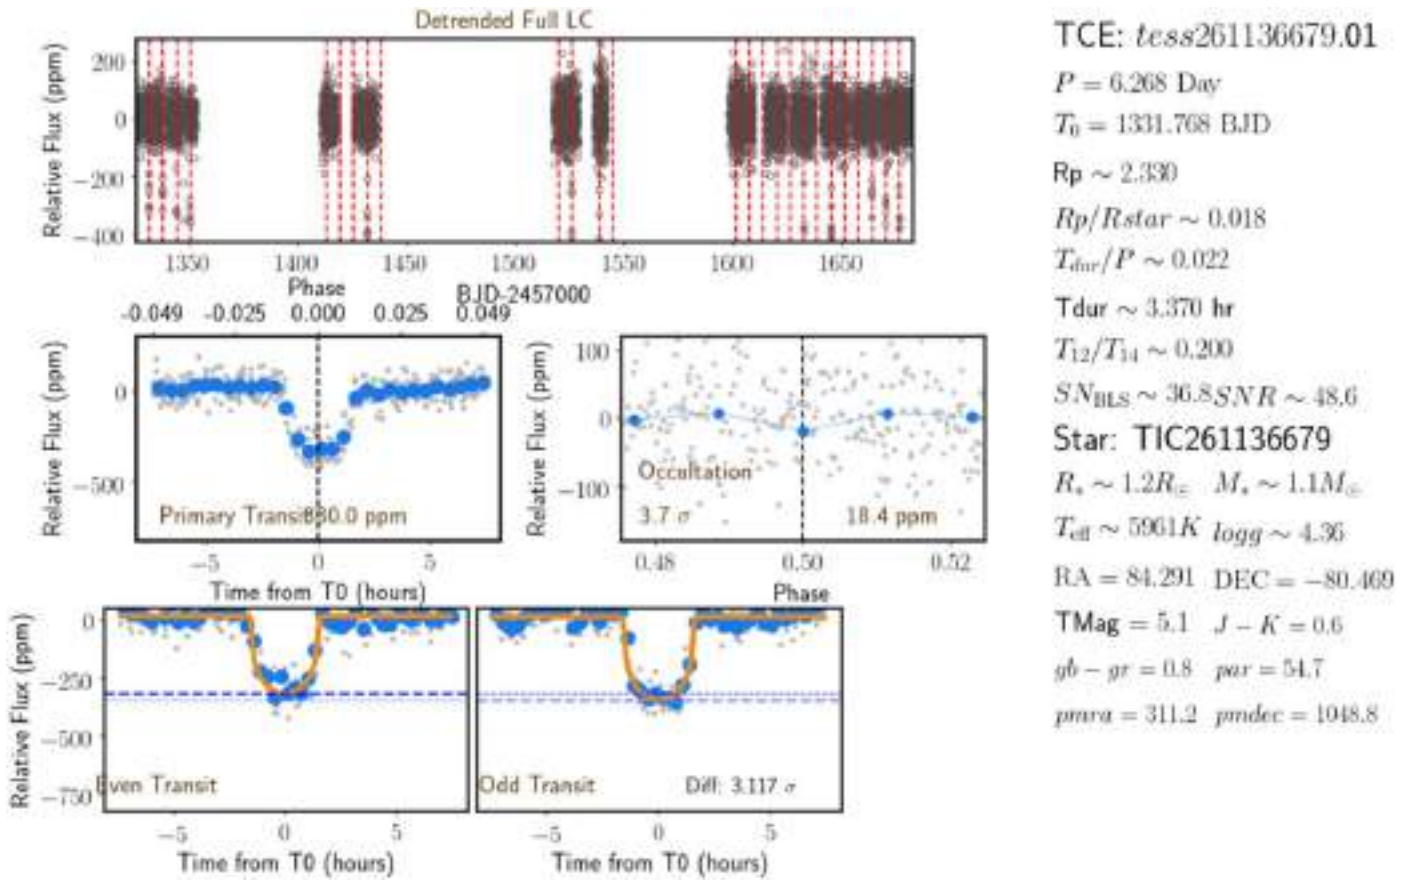 Detrended Full LC
Relative Flux (ppm)
200
0
−200
−400
1350 1400 1450 1500 1550 1600 1650
BJD-2457000
Phase
-0.049 -0.025 0.000 0.025 0.049
Relative Flux (ppm)
0
−500
Primary Transit
−5 0 5
Time from T0 (hours)
Relative Flux (ppm)
100
0
−100
Occultation
3.7 σ 18.4 ppm
0.48 0.50 0.52
Phase
Relative Flux (ppm)
0
−250
−500
−750
Even Transit
−5 0 5
Time from T0 (hours)
Odd Transit Diff: 3.117 σ
−5 0 5
Time from T0 (hours)
TCE: tess261136679.01
P = 6.268 Day
T0 = 1331.768 BJD
Rp ∼ 2.330
Rp/Rstar ∼ 0.018
Tdur/P ∼ 0.022
Tdur ∼ 3.370 hr
T12/T14 ∼ 0.200
SNBLS ∼ 36.8 SNR ∼ 48.6
Star: TIC261136679
R* ∼ 1.2R☉ M* ∼ 1.1M☉
Teff ∼ 5961K logg ∼ 4.36
RA = 84.291 DEC = −80.469
TMag = 5.1 J − K = 0.6
gb − gr = 0.8 par = 54.7
pmra = 311.2 pmdec = 1048.8